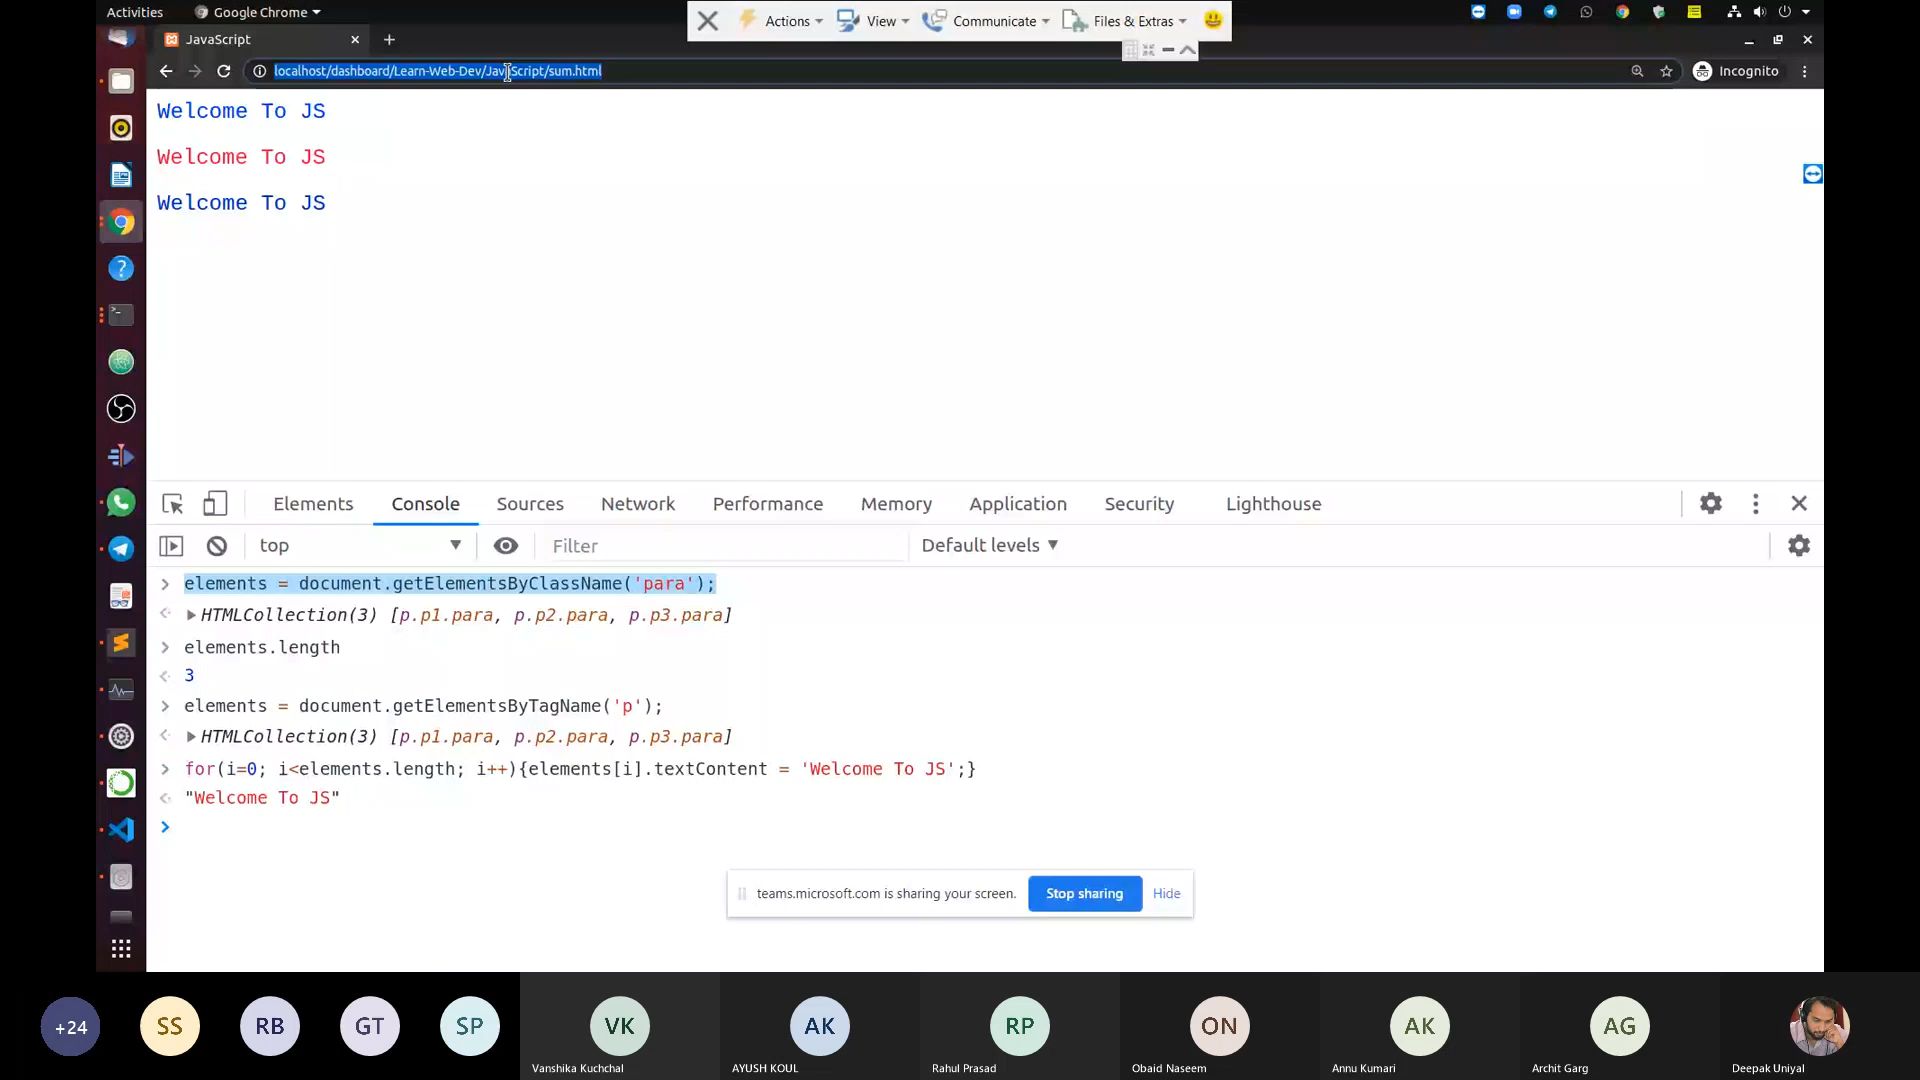 Activities
Google Chrome
Actions
View
Communicate
Files & Extras
JavaScript
localhost/dashboard/Learn-Web-Dev/JavaScript/sum.html
Incognito
Welcome To JS
Welcome To JS
Welcome To JS
Elements
Console
Sources
Network
Performance
Memory
Application
Security
Lighthouse
top
Filter
Default levels
elements = document.getElementsByClassName('para');
HTMLCollection(3) [p.p1.para, p.p2.para, p.p3.para]
elements.length
3
elements = document.getElementsByTagName('p');
HTMLCollection(3) [p.p1.para, p.p2.para, p.p3.para]
for(i=0; i<elements.length; i++){elements[i].textContent = 'Welcome To JS';}
"Welcome To JS"
teams.microsoft.com is sharing your screen.
Stop sharing
Hide
+24
SS
RB
GT
SP
VK
AK
RP
ON
AK
AG
Vanshika Kuchchal
AYUSH KOUL
Rahul Prasad
Obaid Naseem
Annu Kumari
Archit Garg
Deepak Uniyal